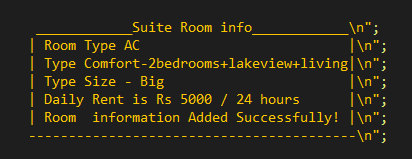 ____________Suite Room info____________\n";
| Room Type AC |\n";
| Type Comfort-2bedrooms+lakeview+living|\n";
| Type Size - Big |\n";
| Daily Rent is Rs 5000 / 24 hours |\n";
| Room  information Added Successfully! |\n";
-----------------------------------------\n";